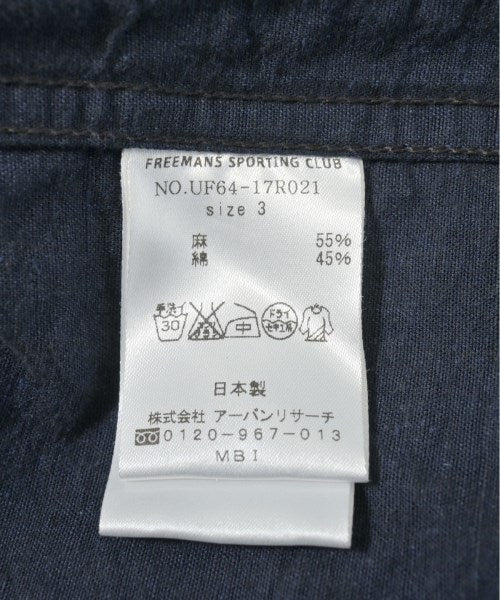 FREEMANS SPORTING CLUB
NO.UF64-17R021
size 3
麻 55%
綿 45%
手洗イ 30 中 ドライ セキユ系
日本製
株式会社 アーバンリサーチ
0120-967-013
MBI